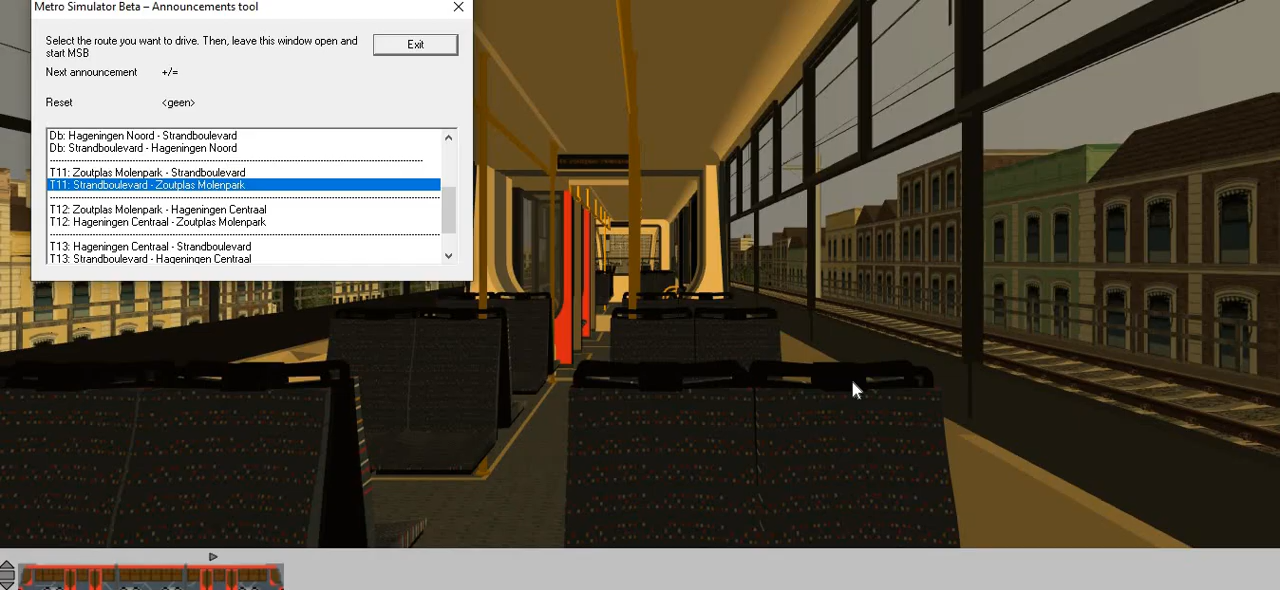 Metro Simulator Beta – Announcements tool
Select the route you want to drive. Then, leave this window open and
start MSB
Exit
Next announcement +/=
Reset <geen>
Db: Hageningen Noord - Strandboulevard
Db: Strandboulevard - Hageningen Noord
T11: Zoutplas Molenpark - Strandboulevard
T11: Strandboulevard - Zoutplas Molenpark
T12: Zoutplas Molenpark - Hageningen Centraal
T12: Hageningen Centraal - Zoutplas Molenpark
T13: Hageningen Centraal - Strandboulevard
T13: Strandboulevard - Hageningen Centraal